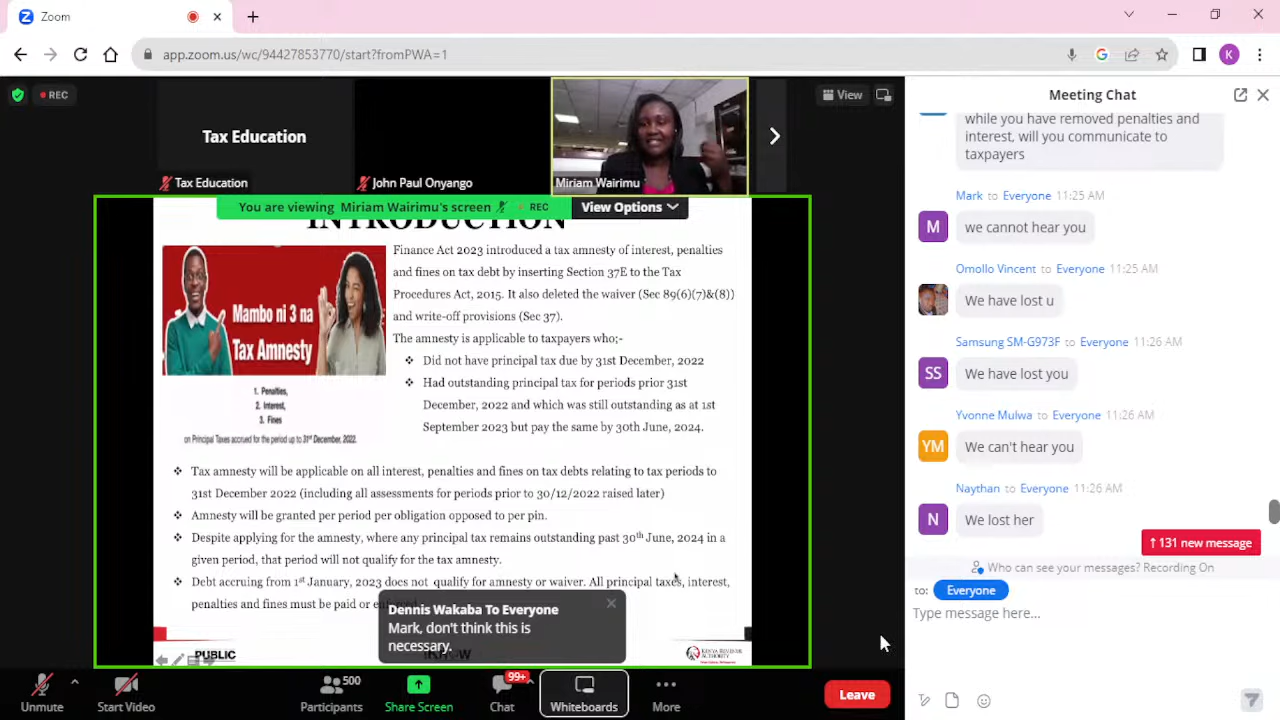 Zoom
app.zoom.us/wc/94427853770/start?fromPWA=1
K
REC
Tax Education
Tax Education
John Paul Onyango
Miriam Wairimu
View
You are viewing Miriam Wairimu's screen
REC
View Options
INTRODUCTION
Mambo ni 3 na
Tax Amnesty
1. Penalties,
2. Interest,
3. Fines
on Principal Taxes accrued for the period up to 31st December, 2022.
Finance Act 2023 introduced a tax amnesty of interest, penalties
and fines on tax debt by inserting Section 37E to the Tax
Procedures Act, 2015. It also deleted the waiver (Sec 89(6)(7)&(8))
and write-off provisions (Sec 37).
The amnesty is applicable to taxpayers who;-
❖ Did not have principal tax due by 31st December, 2022
❖ Had outstanding principal tax for periods prior 31st
December, 2022 and which was still outstanding as at 1st
September 2023 but pay the same by 30th June, 2024.
❖ Tax amnesty will be applicable on all interest, penalties and fines on tax debts relating to tax periods to
31st December 2022 (including all assessments for periods prior to 30/12/2022 raised later)
❖ Amnesty will be granted per period per obligation opposed to per pin.
❖ Despite applying for the amnesty, where any principal tax remains outstanding past 30th June, 2024 in a
given period, that period will not qualify for the tax amnesty.
❖ Debt accruing from 1st January, 2023 does not qualify for amnesty or waiver. All principal taxes, interest,
penalties and fines must be paid or
Dennis Wakaba To Everyone
Mark, don't think this is
necessary.
PUBLIC
KENYA REVENUE
AUTHORITY
Unmute
Start Video
500
Participants
Share Screen
99+
Chat
Whiteboards
More
Leave
Meeting Chat
while you have removed penalties and
interest, will you communicate to
taxpayers
Mark to Everyone 11:25 AM
M
we cannot hear you
Omollo Vincent to Everyone 11:25 AM
We have lost u
Samsung SM-G973F to Everyone 11:26 AM
SS
We have lost you
Yvonne Mulwa to Everyone 11:26 AM
YM
We can't hear you
Naythan to Everyone 11:26 AM
N
We lost her
↑131 new message
Who can see your messages? Recording On
to: Everyone
Type message here...